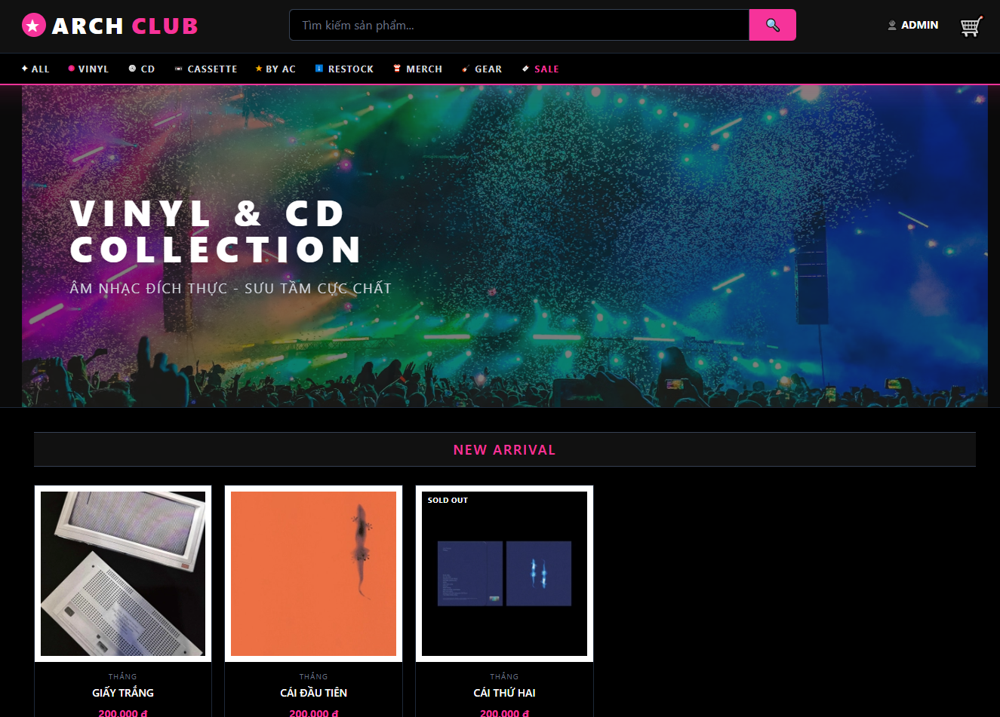 ARCH CLUB
Tìm kiếm sản phẩm...
ADMIN
ALL
VINYL
CD
CASSETTE
BY AC
RESTOCK
MERCH
GEAR
SALE
VINYL & CD
COLLECTION
ÂM NHẠC ĐÍCH THỰC - SƯU TẦM CỰC CHẤT
NEW ARRIVAL
SOLD OUT
THẮNG
GIẤY TRẮNG
200.000 đ
THẮNG
CÁI ĐẦU TIÊN
200.000 đ
THẮNG
CÁI THỨ HAI
200.000 đ